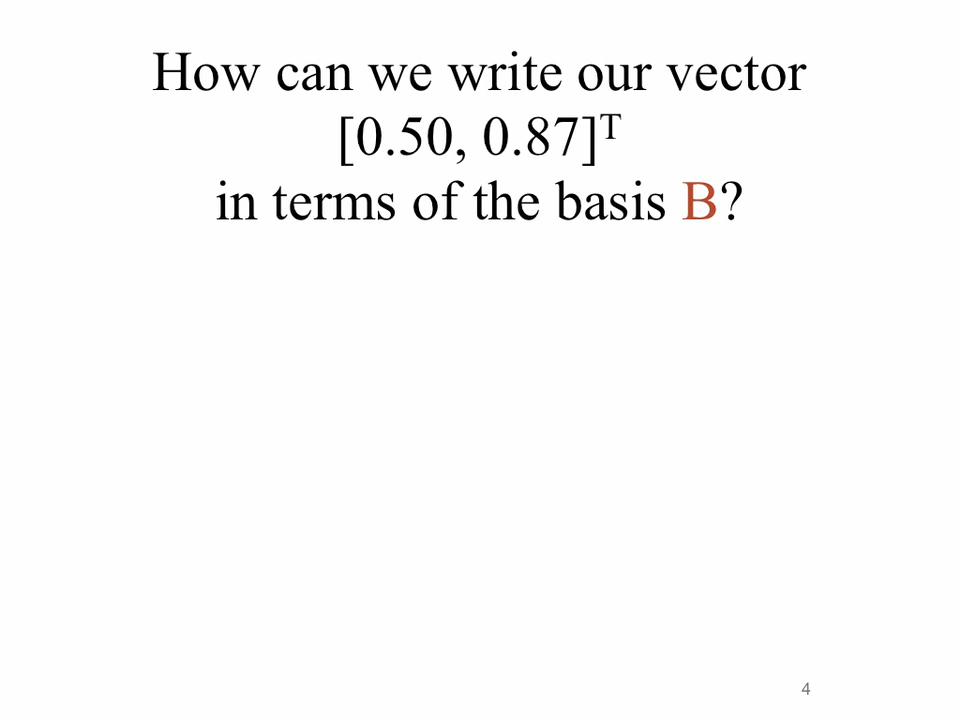 How can we write our vector
[0.50, 0.87]ᵀ
in terms of the basis B?
4